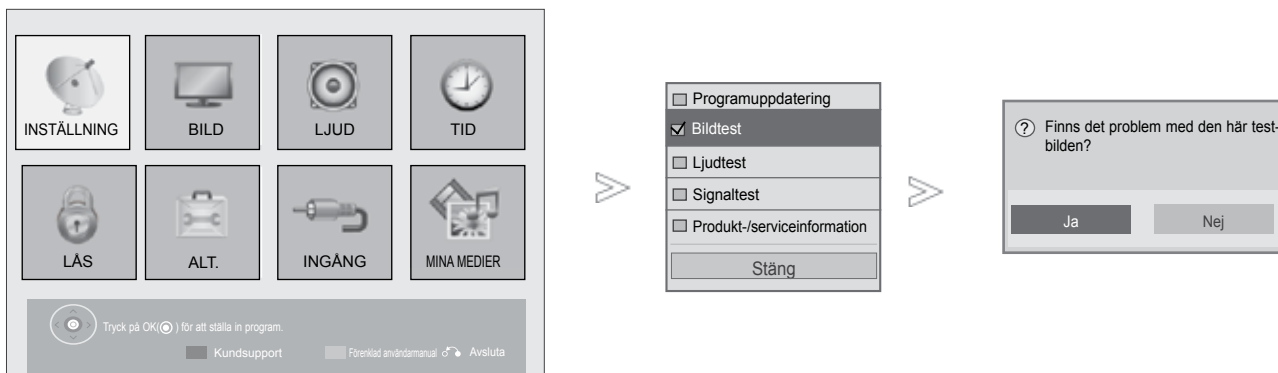 INSTÄLLNING
BILD
LJUD
TID
LÅS
ALT.
INGÅNG
MINA MEDIER
Tryck på OK( ) för att ställa in program.
Kundsupport
Förenklad användarmanual
Avsluta
Programuppdatering
Bildtest
Ljudtest
Signaltest
Produkt-/serviceinformation
Stäng
? Finns det problem med den här test-
bilden?
Ja
Nej